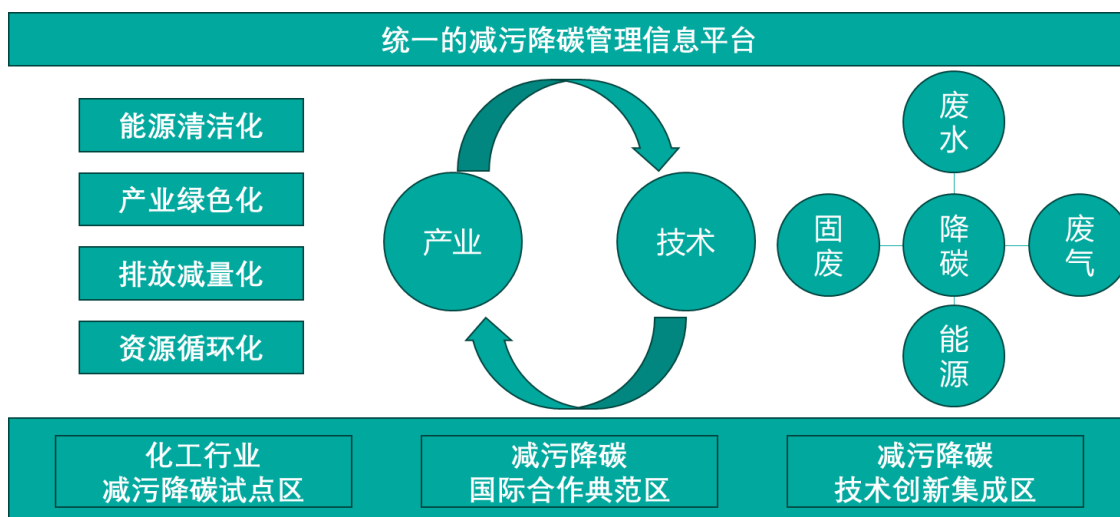 统一的减污降碳管理信息平台
能源清洁化
产业绿色化
排放减量化
资源循环化
产业
技术
废
水
固
废
降
碳
废
气
能
源
化工行业
减污降碳试点区
减污降碳
国际合作典范区
减污降碳
技术创新集成区